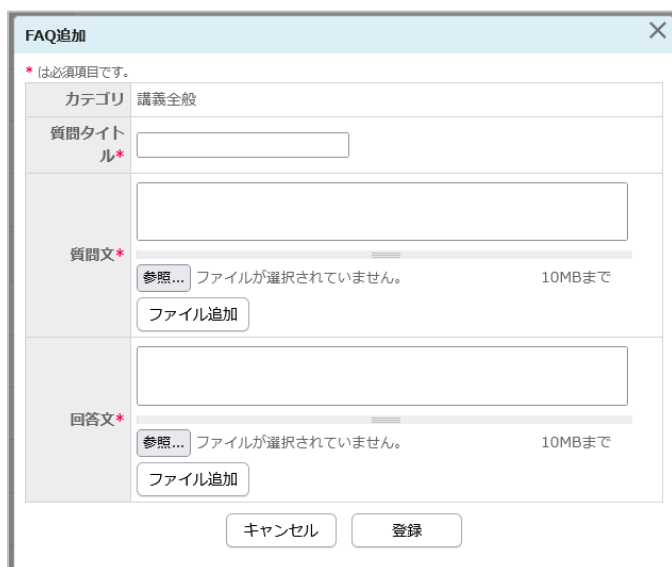 FAQ追加
* は必須項目です。
カテゴリ 講義全般
質問タイト
ル*
質問文*
参照... ファイルが選択されていません。 10MBまで
ファイル追加
回答文*
参照... ファイルが選択されていません。 10MBまで
ファイル追加
キャンセル 登録